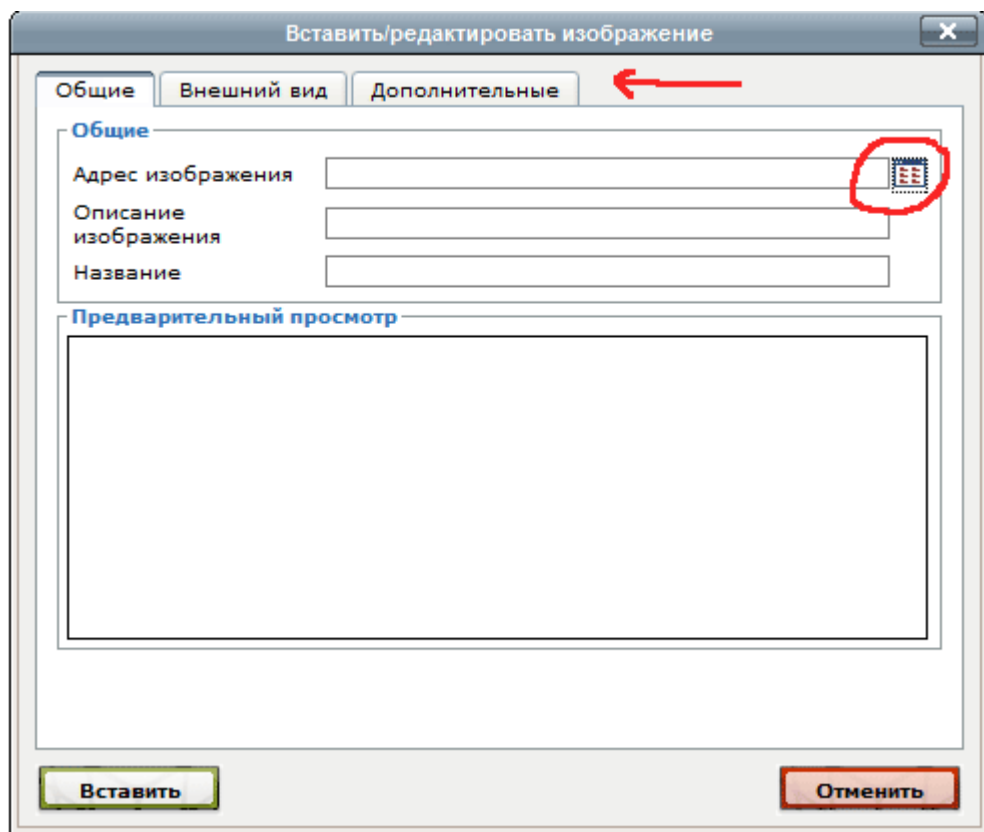 Вставить/редактировать изображение
Общие
Внешний вид
Дополнительные
Общие
Адрес изображения
Описание
изображения
Название
Предварительный просмотр
Вставить
Отменить